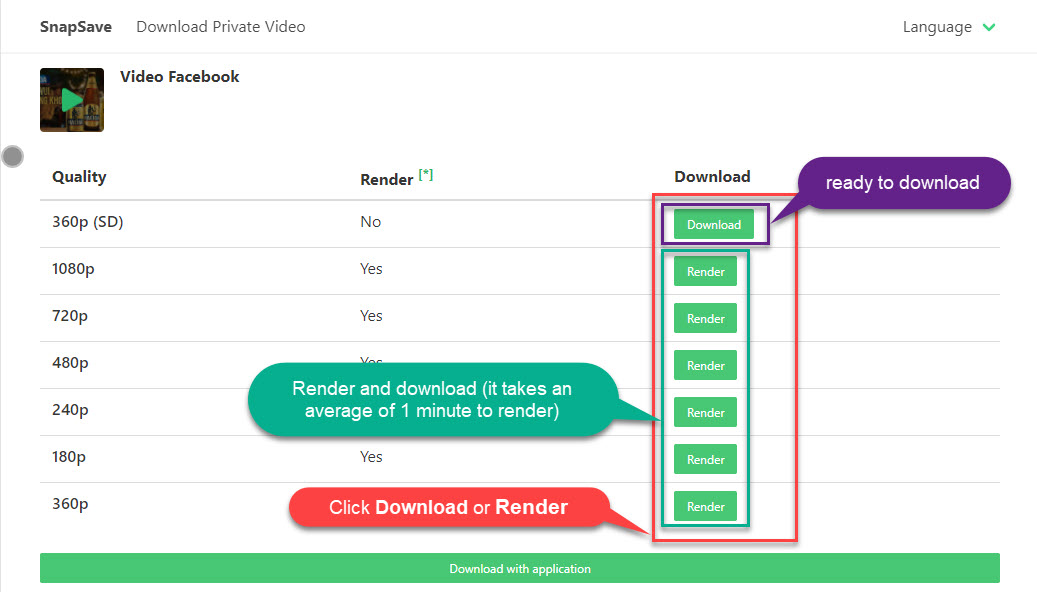 SnapSave Download Private Video Language
Video Facebook
Quality Render [*] Download
ready to download
360p (SD) No Download
1080p Yes Render
720p Yes Render
480p Yes Render
Render and download (it takes an
average of 1 minute to render)
240p Render
180p Yes Render
360p Render
Click Download or Render
Download with application